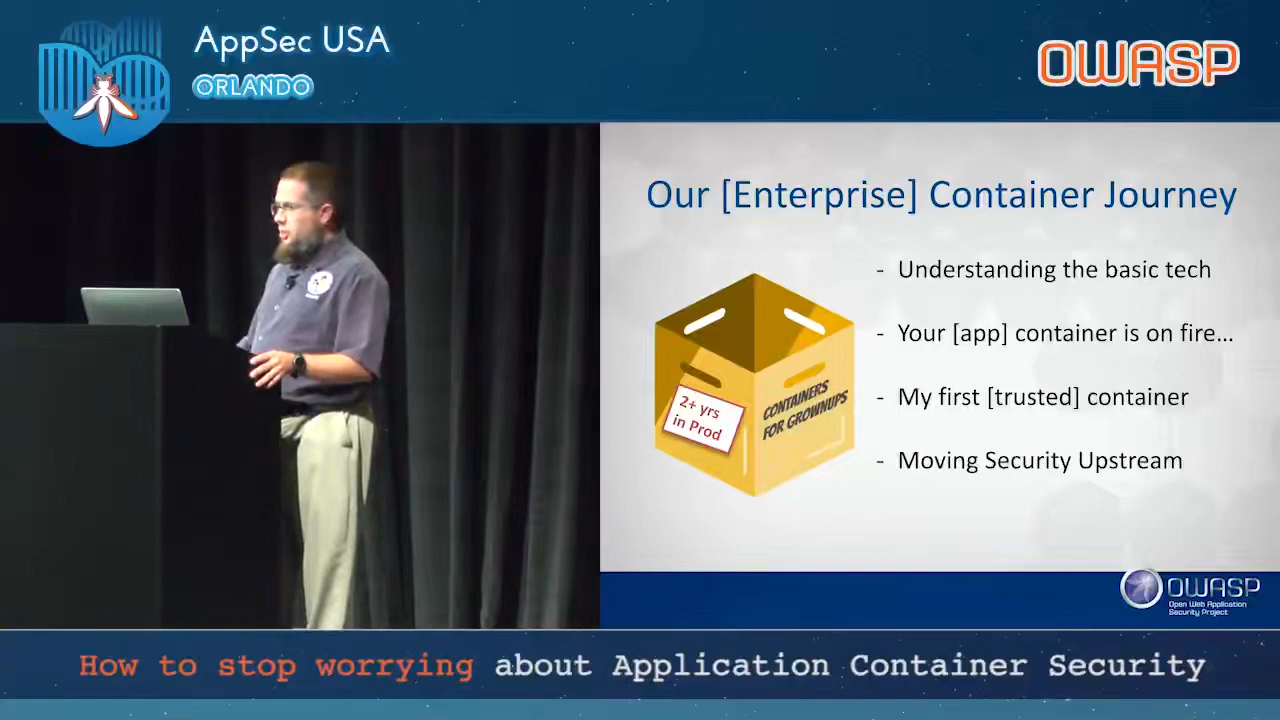 AppSec USA
ORLANDO
OWASP
Our [Enterprise] Container Journey
- Understanding the basic tech
- Your [app] container is on fire...
- My first [trusted] container
- Moving Security Upstream
2+ yrs
in Prod
CONTAINERS
FOR GROWNUPS
OWASP
Open Web Application
Security Project
How to stop worrying about Application Container Security